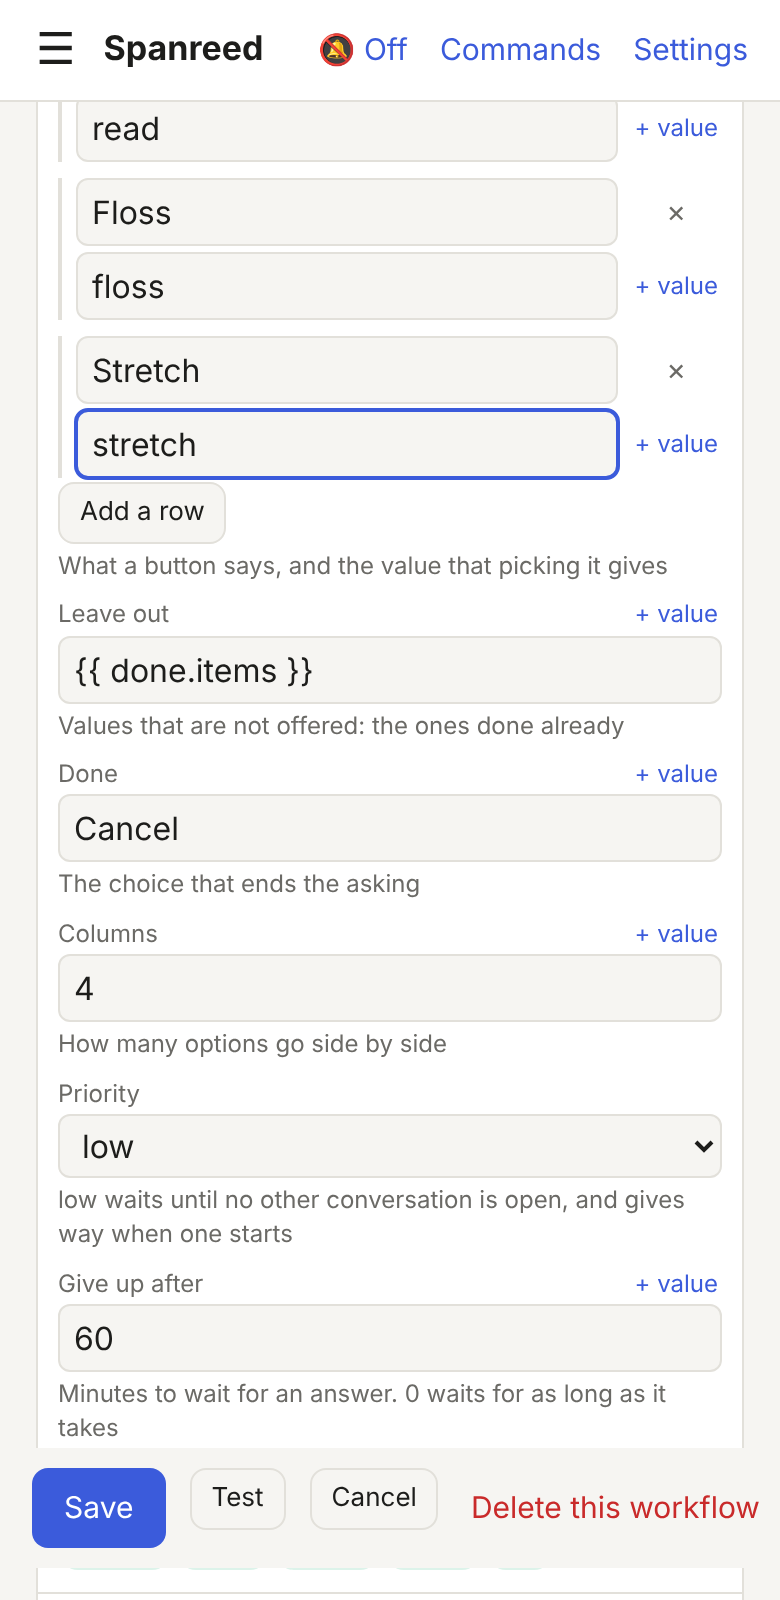 Spanreed
Off
Commands
Settings
read
+ value
Floss
×
floss
+ value
Stretch
×
stretch
+ value
Add a row
What a button says, and the value that picking it gives
Leave out
+ value
{{ done.items }}
Values that are not offered: the ones done already
Done
+ value
Cancel
The choice that ends the asking
Columns
+ value
4
How many options go side by side
Priority
low
low waits until no other conversation is open, and gives
way when one starts
Give up after
+ value
60
Minutes to wait for an answer. 0 waits for as long as it
takes
Save
Test
Cancel
Delete this workflow